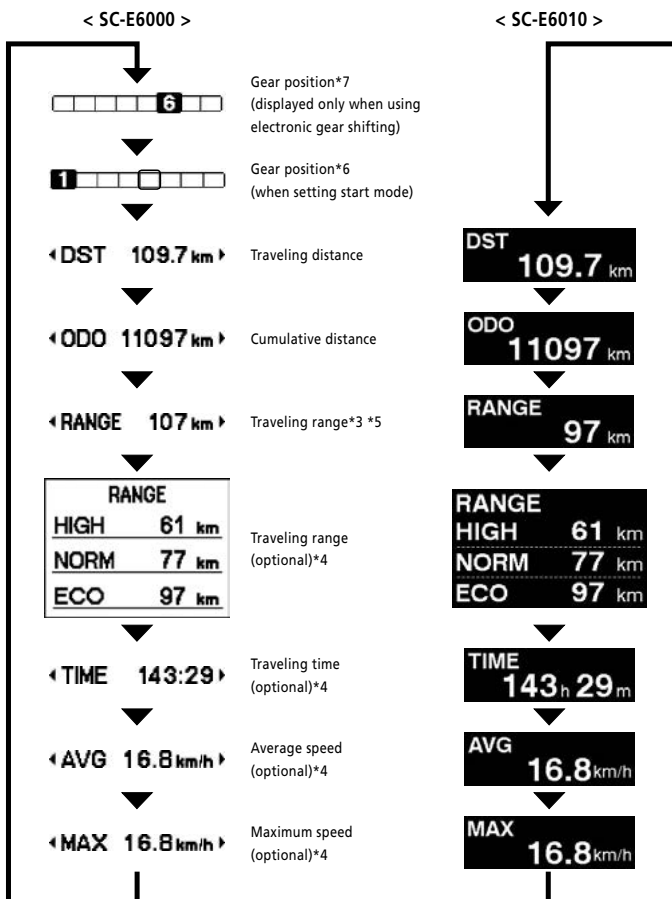 < SC-E6000 >
< SC-E6010 >
6
Gear position*7
(displayed only when using
electronic gear shifting)
1
Gear position*6
(when setting start mode)
DST 109.7 km
Traveling distance
DST
109.7 km
ODO 11097 km
Cumulative distance
ODO
11097 km
RANGE 107 km
Traveling range*3 *5
RANGE
97 km
RANGE
HIGH 61 km
NORM 77 km
ECO 97 km
Traveling range
(optional)*4
RANGE
HIGH 61 km
NORM 77 km
ECO 97 km
TIME 143:29
Traveling time
(optional)*4
TIME
143h 29m
AVG 16.8 km/h
Average speed
(optional)*4
AVG
16.8 km/h
MAX 16.8 km/h
Maximum speed
(optional)*4
MAX
16.8 km/h